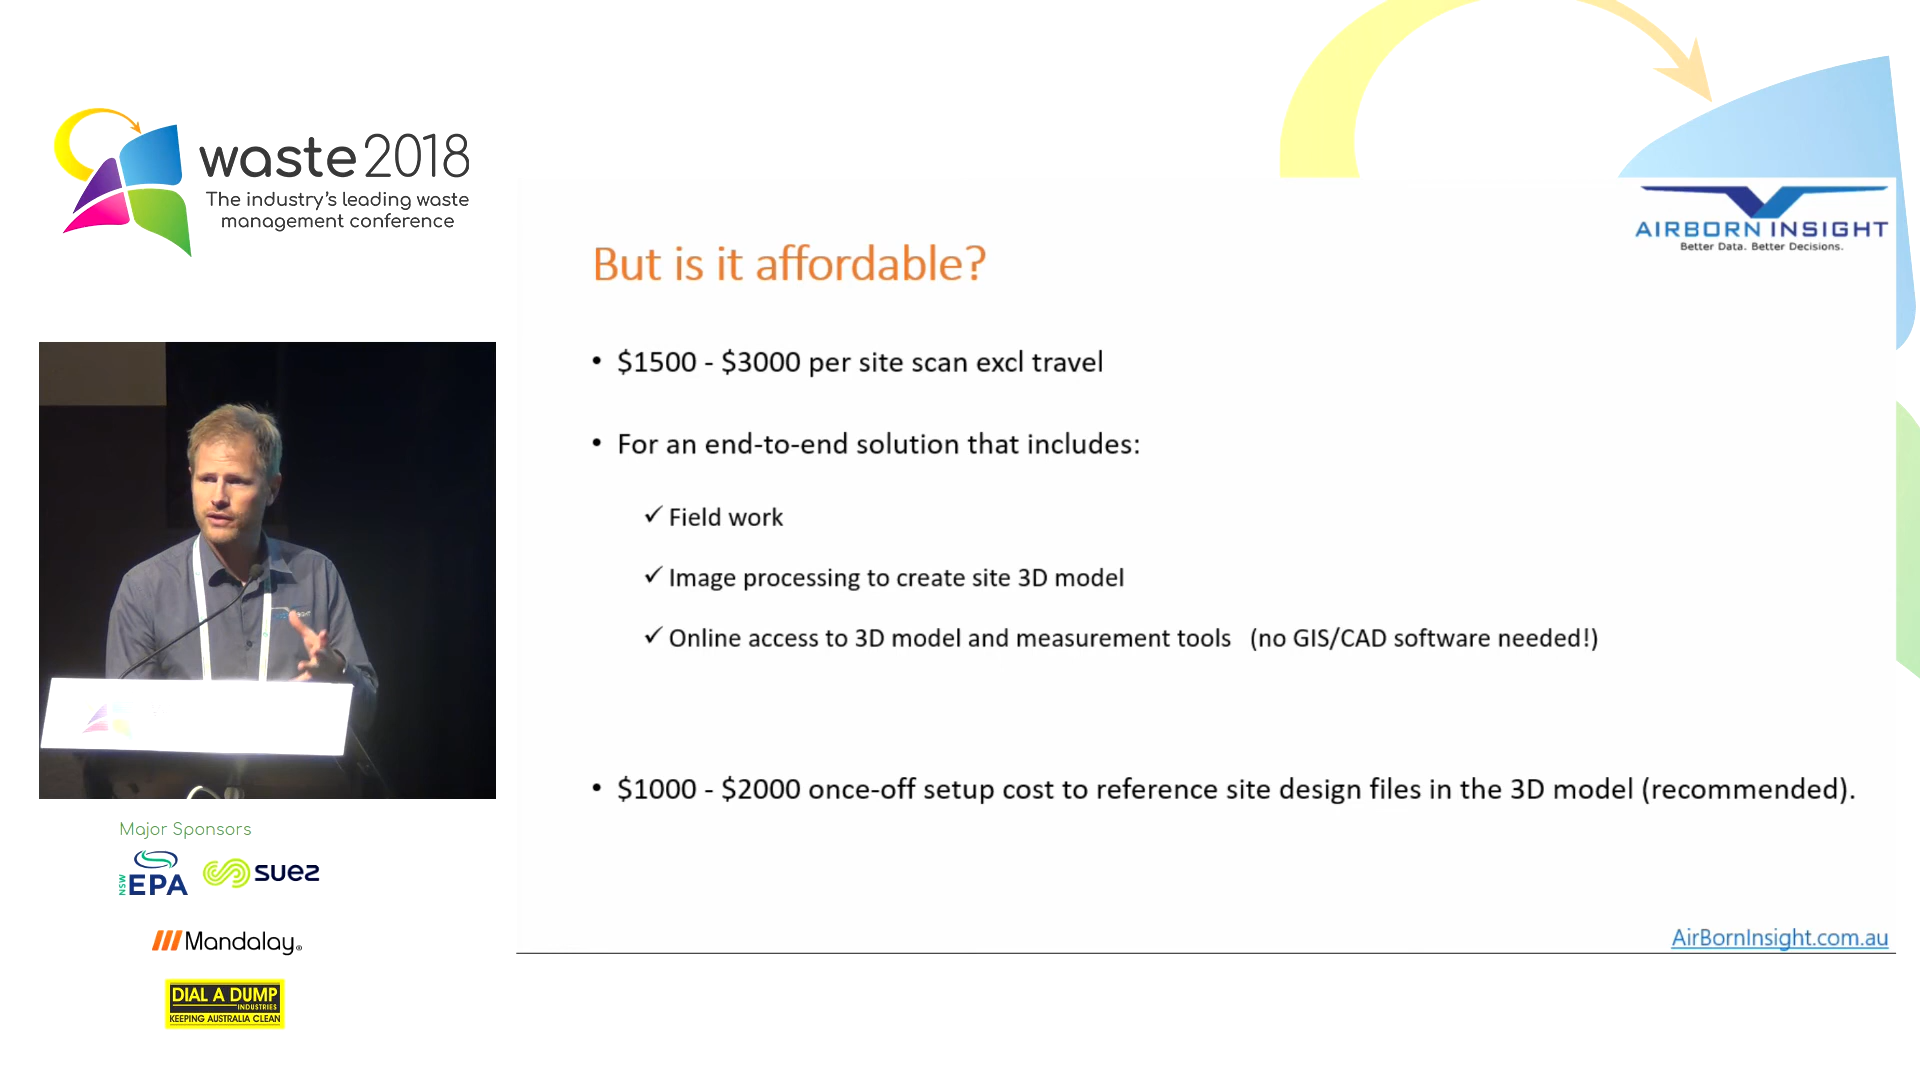 waste 2018
The industry's leading waste
management conference
AIRBORN INSIGHT
Better Data. Better Decisions.
But is it affordable?
• $1500 - $3000 per site scan excl travel
• For an end-to-end solution that includes:
✓ Field work
✓ Image processing to create site 3D model
✓ Online access to 3D model and measurement tools (no GIS/CAD software needed!)
• $1000 - $2000 once-off setup cost to reference site design files in the 3D model (recommended).
AirBornInsight.com.au
Major Sponsors
NSW EPA
suez
Mandalay®
DIAL A DUMP
INDUSTRIES
KEEPING AUSTRALIA CLEAN